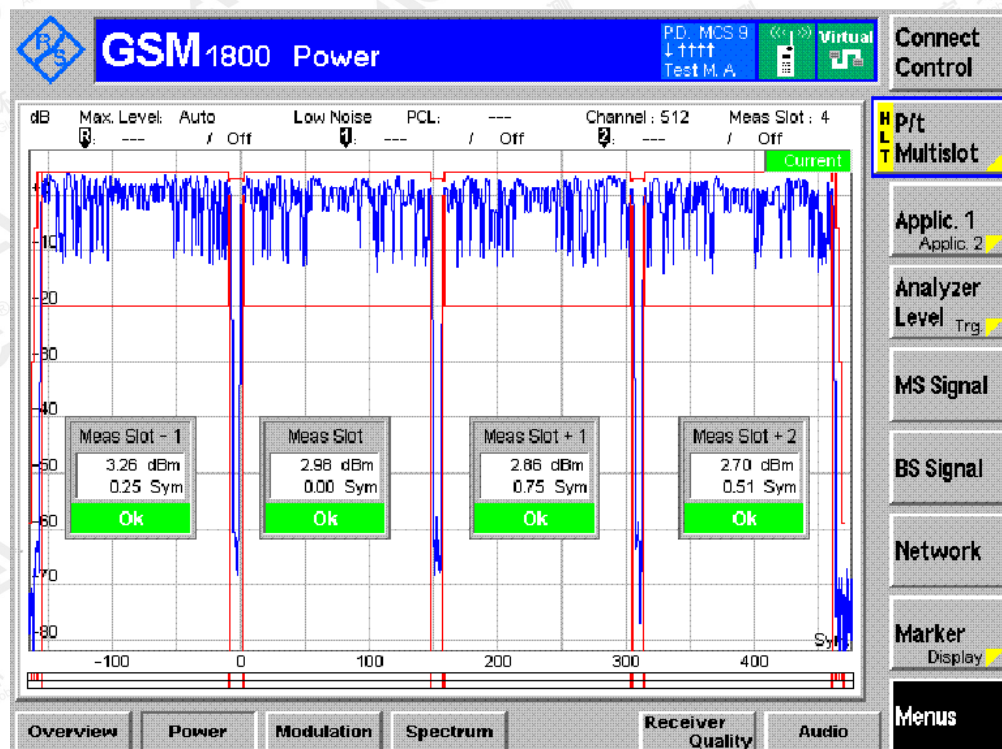 R/S
GSM 1800 Power
P.D. MCS 9
↓↑↑↑↑
Test M. A
Virtual
Connect Control
dB Max. Level: Auto Low Noise PCL: --- Channel : 512 Meas Slot : 4
R: --- / Off 1: --- / Off 2: --- / Off
Current
-10
-20
-30
-40
-50
-60
-70
-80
Meas Slot - 1
3.26 dBm
0.25 Sym
Ok
Meas Slot
2.98 dBm
0.00 Sym
Ok
Meas Slot + 1
2.86 dBm
0.75 Sym
Ok
Meas Slot + 2
2.70 dBm
0.51 Sym
Ok
-100 0 100 200 300 400
HLT
P/t
Multislot
Applic. 1
Applic. 2
Analyzer
Level Trg.
MS Signal
BS Signal
Network
Marker
Display
Menus
Overview Power Modulation Spectrum Receiver Quality Audio